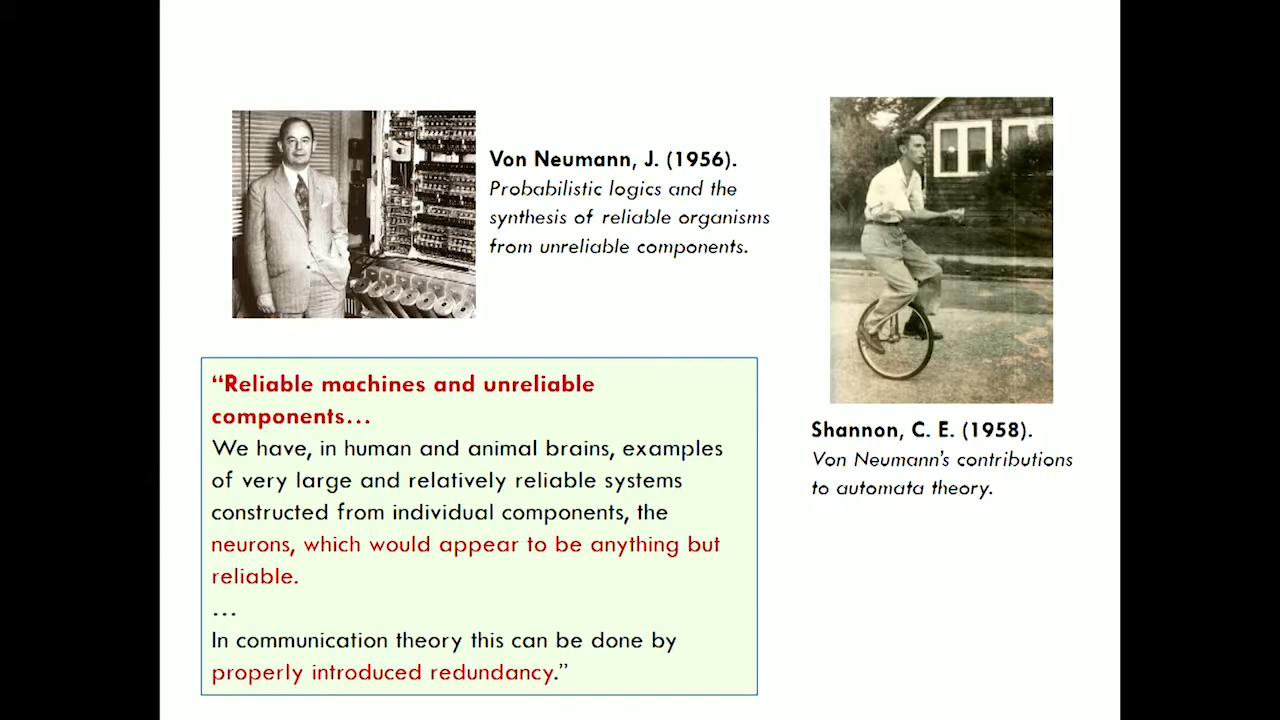 Von Neumann, J. (1956).
Probabilistic logics and the
synthesis of reliable organisms
from unreliable components.
“Reliable machines and unreliable
components...
We have, in human and animal brains, examples
of very large and relatively reliable systems
constructed from individual components, the
neurons, which would appear to be anything but
reliable.
...
In communication theory this can be done by
properly introduced redundancy.”
Shannon, C. E. (1958).
Von Neumann’s contributions
to automata theory.